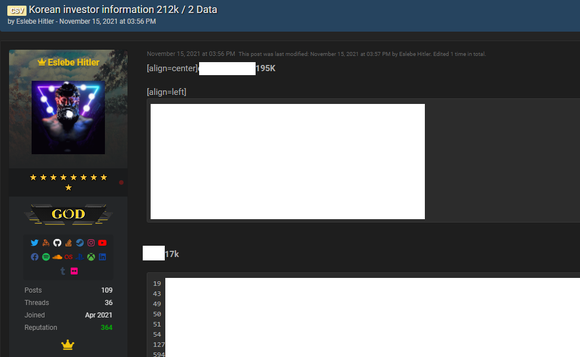 CSV Korean investor information 212k / 2 Data
by Eslebe Hitler - November 15, 2021 at 03:56 PM
Eslebe Hitler
GOD
Posts 109
Threads 36
Joined Apr 2021
Reputation 364
November 15, 2021 at 03:56 PM · This post was last modified: November 15, 2021 at 05:57 PM by Eslebe Hitler. Edited 1 time in total.
[align=center] 195K
[align=left]
17k
19
43
49
50
51
54
127
594